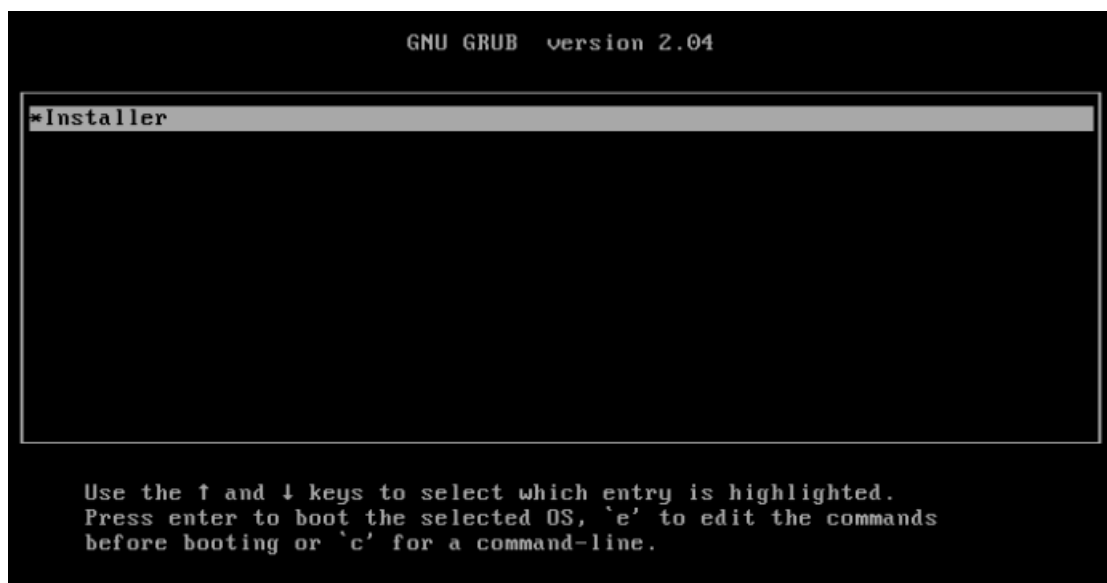 GNU GRUB  version 2.04
*Installer
Use the ↑ and ↓ keys to select which entry is highlighted.
Press enter to boot the selected OS, `e' to edit the commands
before booting or `c' for a command-line.